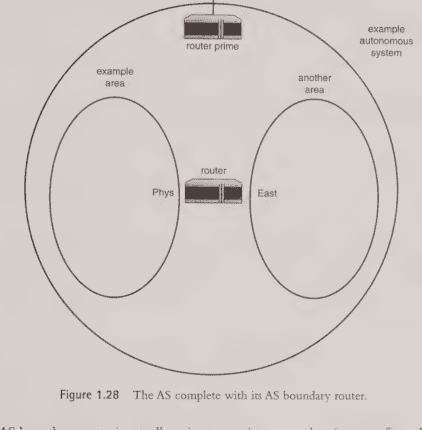 router prime
example
autonomous
system
example
area
another
area
router
Phys
East
Figure 1.28 The AS complete with its AS boundary router.